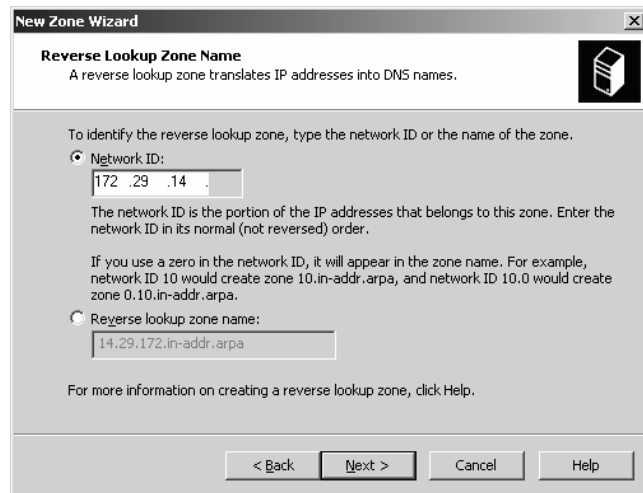 New Zone Wizard
Reverse Lookup Zone Name
A reverse lookup zone translates IP addresses into DNS names.
To identify the reverse lookup zone, type the network ID or the name of the zone.
Network ID:
172 .29 .14 .
The network ID is the portion of the IP addresses that belongs to this zone. Enter the
network ID in its normal (not reversed) order.
If you use a zero in the network ID, it will appear in the zone name. For example,
network ID 10 would create zone 10.in-addr.arpa, and network ID 10.0 would create
zone 0.10.in-addr.arpa.
Reverse lookup zone name:
14.29.172.in-addr.arpa
For more information on creating a reverse lookup zone, click Help.
< Back Next > Cancel Help